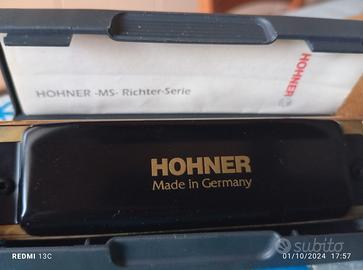 HOHNER -MS- Richter-Serie
HOHNER
HOHNER
Made in Germany
REDMI 13C
01/10/2024 17:57
subito